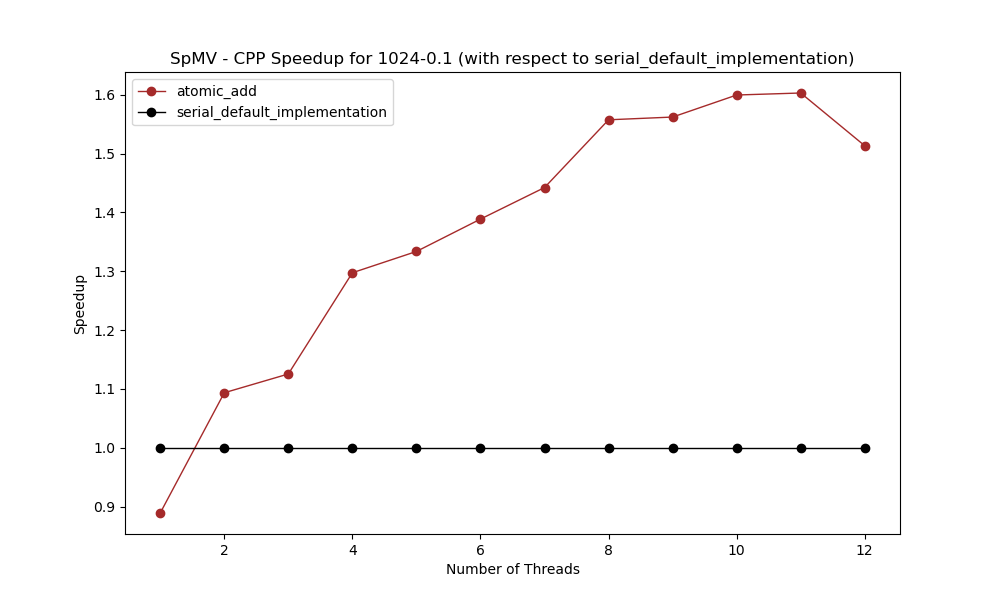 SpMV - CPP Speedup for 1024-0.1 (with respect to serial_default_implementation)
atomic_add
serial_default_implementation
1.6
1.5
1.4
1.3
1.2
1.1
1.0
0.9
Speedup
2 4 6 8 10 12
Number of Threads